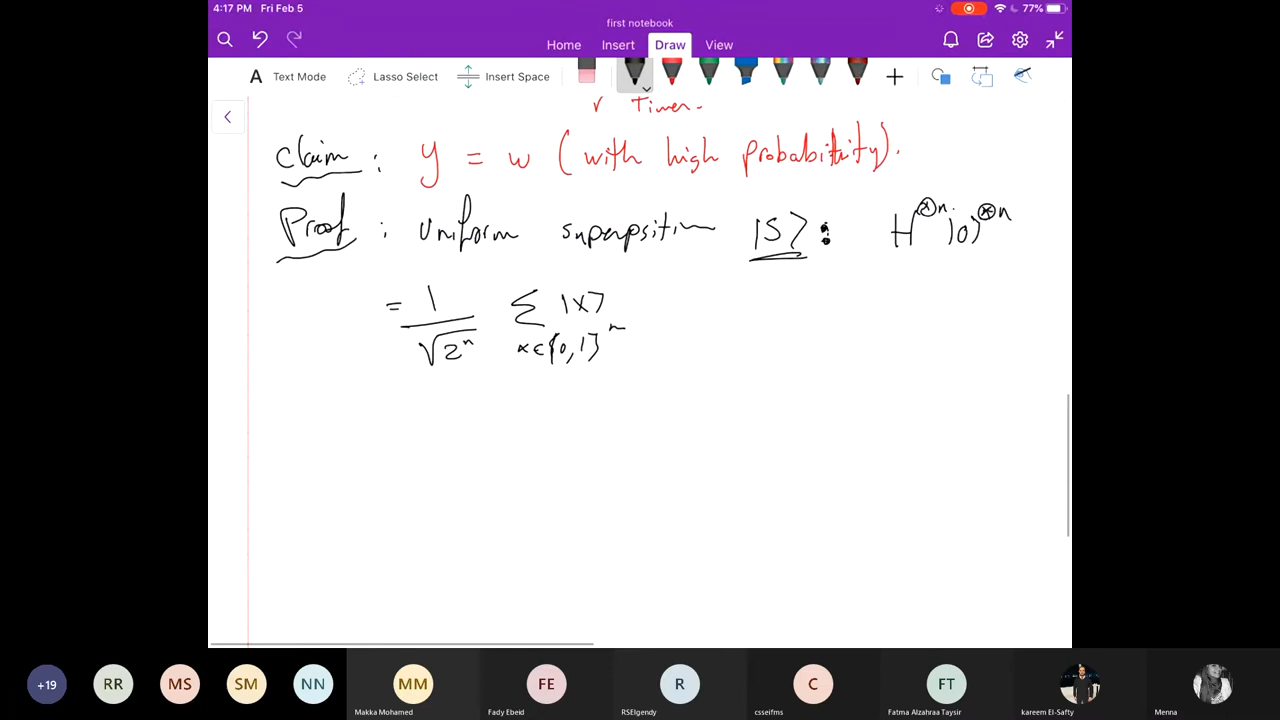 4:17 PM Fri Feb 5
77%
first notebook
Home Insert Draw View
A Text Mode Lasso Select Insert Space
r Times.
Claim : y = w (with high probability).
Proof : Uniform superpsition |S> : H^{⊗n} |0>^{⊗n}
= 1/√2^n Σ_{x∈{0,1}^n} |x>
+19 RR MS SM NN MM FE R C FT
Makka Mohamed Fady Ebeid RSElgendy csseifms Fatma Alzahraa Taysir kareem El-Safty Menna